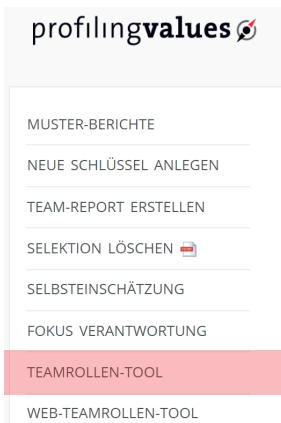 profilingvalues
MUSTER-BERICHTE
NEUE SCHLÜSSEL ANLEGEN
TEAM-REPORT ERSTELLEN
SELEKTION LÖSCHEN
SELBSTEINSCHÄTZUNG
FOKUS VERANTWORTUNG
TEAMROLLEN-TOOL
WEB-TEAMROLLEN-TOOL